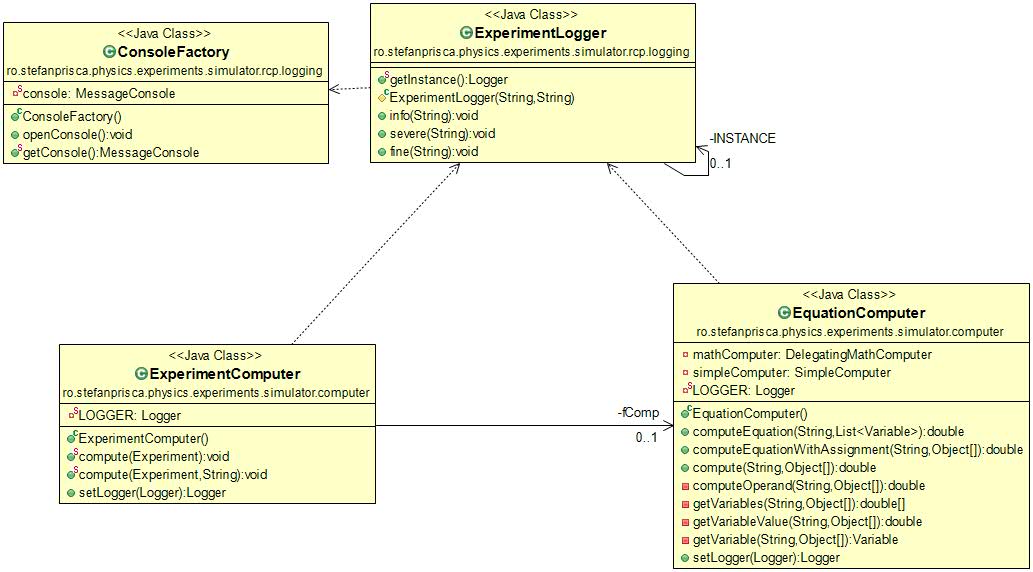 <<Java Class>>
ConsoleFactory
ro.stefanprisca.physics.experiments.simulator.rcp.logging
console: MessageConsole
ConsoleFactory()
openConsole():void
getConsole():MessageConsole
<<Java Class>>
ExperimentLogger
ro.stefanprisca.physics.experiments.simulator.rcp.logging
getInstance():Logger
ExperimentLogger(String,String)
info(String):void
severe(String):void
fine(String):void
-INSTANCE
0..1
<<Java Class>>
ExperimentComputer
ro.stefanprisca.physics.experiments.simulator.computer
LOGGER: Logger
ExperimentComputer()
compute(Experiment):void
compute(Experiment,String):void
setLogger(Logger):Logger
-fComp
0..1
<<Java Class>>
EquationComputer
ro.stefanprisca.physics.experiments.simulator.computer
mathComputer: DelegatingMathComputer
simpleComputer: SimpleComputer
LOGGER: Logger
EquationComputer()
computeEquation(String,List<Variable>):double
computeEquationWithAssignment(String,Object[]):double
compute(String,Object[]):double
computeOperand(String,Object[]):double
getVariables(String,Object[]):double[]
getVariableValue(String,Object[]):double
getVariable(String,Object[]):Variable
setLogger(Logger):Logger